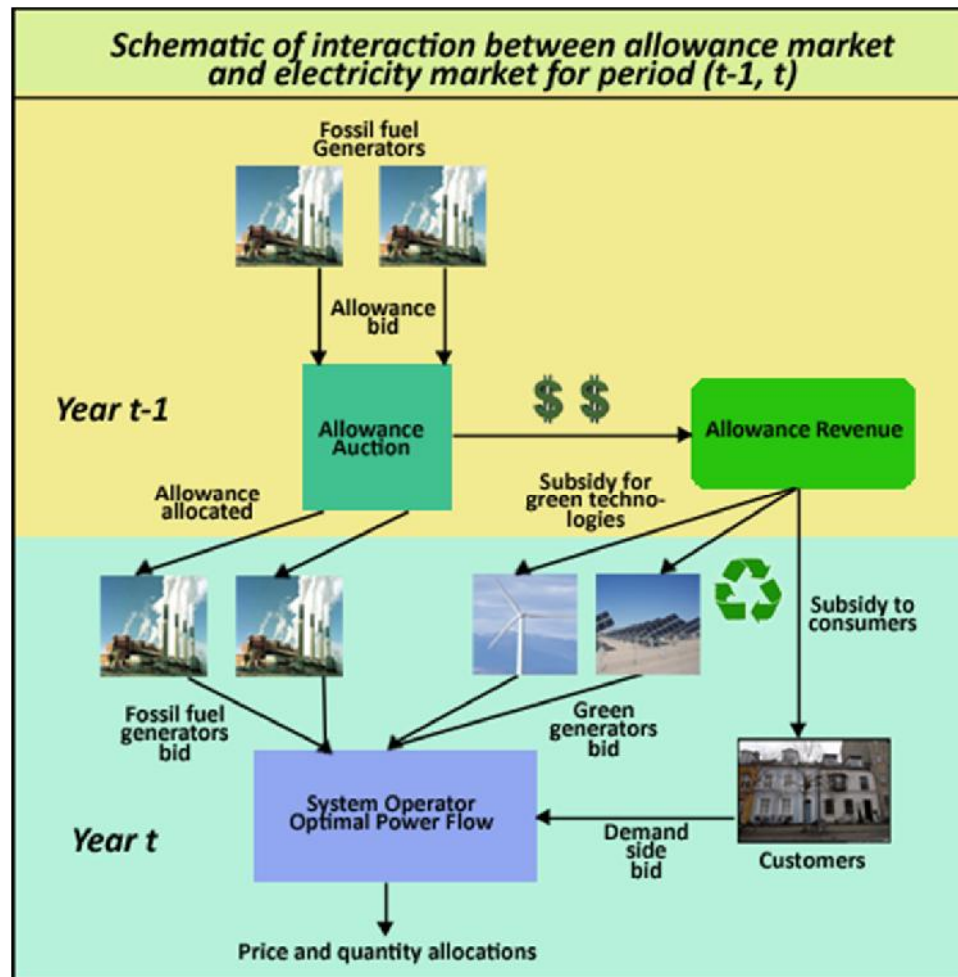 Schematic of interaction between allowance market
and electricity market for period (t-1, t)
Fossil fuel
Generators
Allowance
bid
Year t-1
Allowance
Auction
$ $
Allowance Revenue
Allowance
allocated
Subsidy for
green techno-
logies
Subsidy to
consumers
Fossil fuel
generators
bid
Green
generators
bid
System Operator
Optimal Power Flow
Year t
Demand
side
bid
Customers
Price and quantity allocations